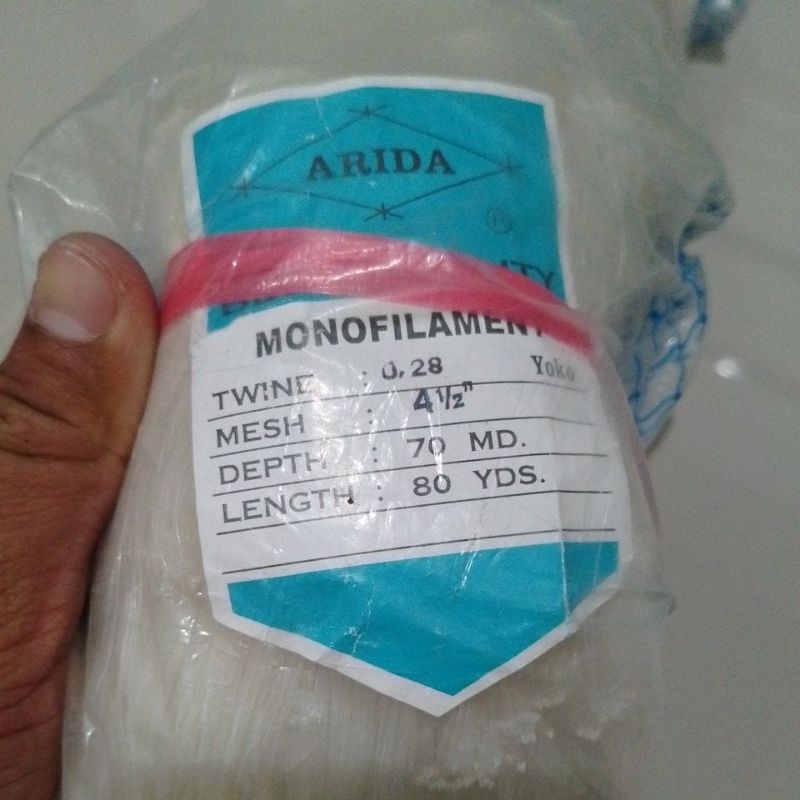 ARIDA
®
MONOFILAMENT
TWINE : 0,28 Yoko
MESH : 4½"
DEPTH : 70 MD.
LENGTH : 80 YDS.